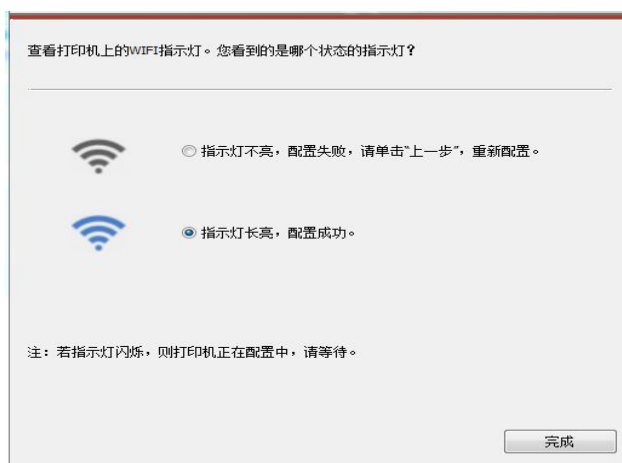 查看打印机上的WIFI指示灯。您看到的是哪个状态的指示灯?
指示灯不亮，配置失败，请单击“上一步”，重新配置。
指示灯长亮，配置成功。
注：若指示灯闪烁，则打印机正在配置中，请等待。
完成